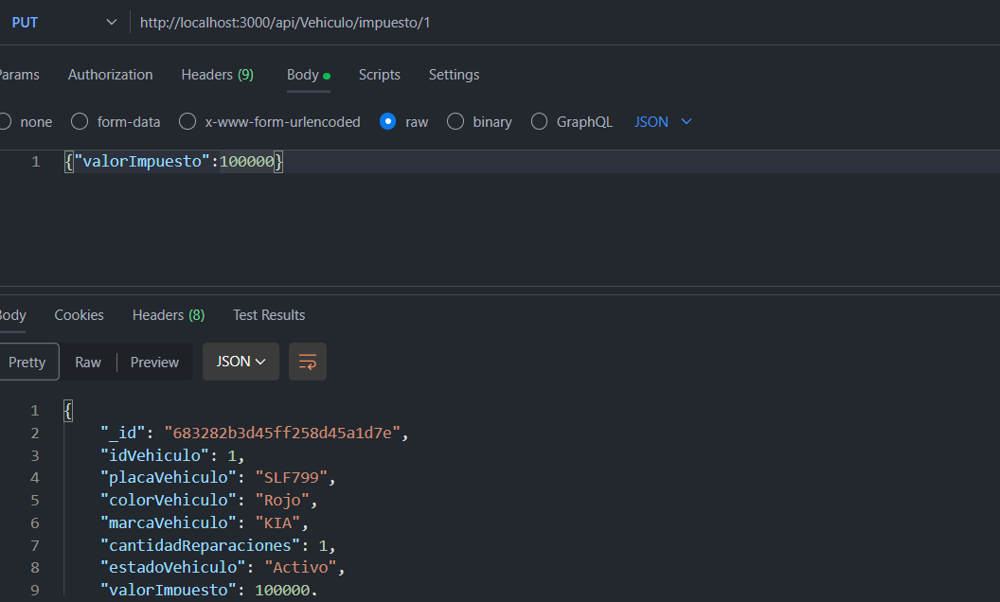 PUT http://localhost:3000/api/Vehiculo/impuesto/1
Params Authorization Headers (9) Body Scripts Settings
none form-data x-www-form-urlencoded raw binary GraphQL JSON
1 {"valorImpuesto":100000}
Body Cookies Headers (8) Test Results
Pretty Raw Preview JSON
1 {
2 "_id": "683282b3d45ff258d45a1d7e",
3 "idVehiculo": 1,
4 "placaVehiculo": "SLF799",
5 "colorVehiculo": "Rojo",
6 "marcaVehiculo": "KIA",
7 "cantidadReparaciones": 1,
8 "estadoVehiculo": "Activo",
9 "valorImpuesto": 100000,